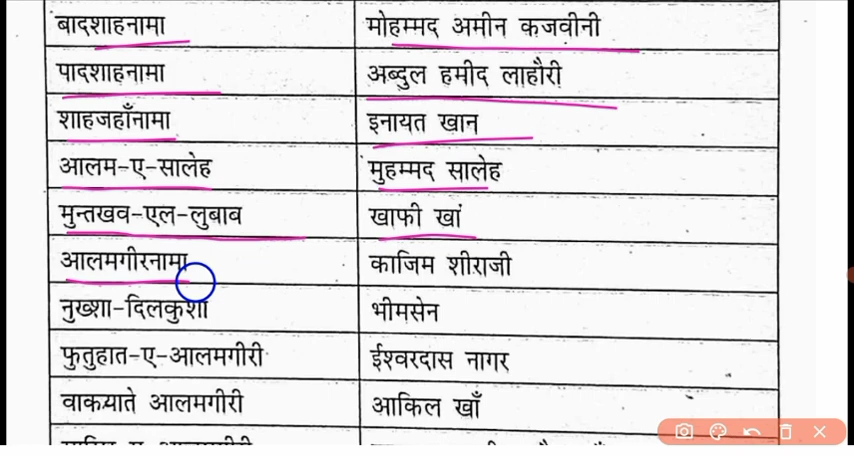 बादशाहनामा मोहम्मद अमीन कजवीनी
पादशाहनामा अब्दुल हमीद लाहौरी
शाहजहाँनामा इनायत खान
आलम-ए-सालेह मुहम्मद सालेह
मुन्तखव-एल-लुबाव खाफी खां
आलमगीरनामा काजिम शीराजी
नुख्शा-दिलकुशा भीमसेन
फुतुहात-ए-आलमगीरी ईश्वरदास नागर
वाकयाते आलमगीरी आकिल खाँ